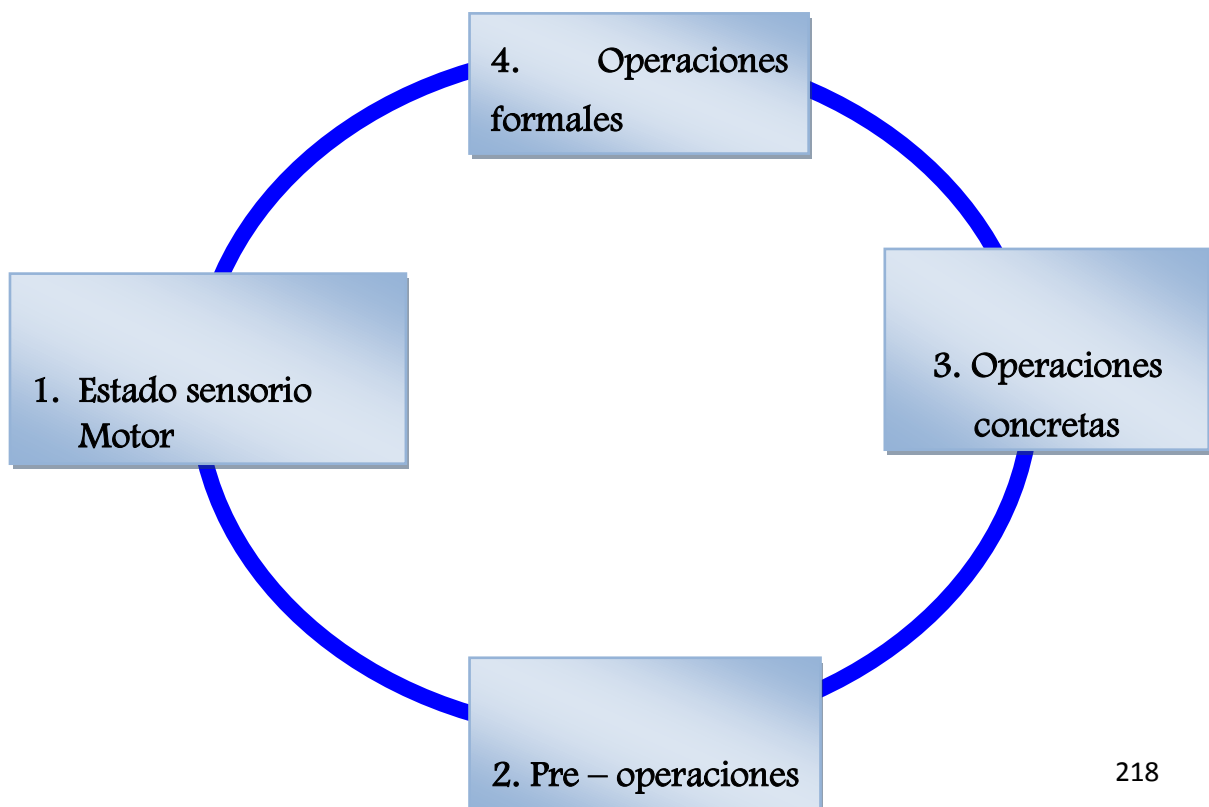 4. Operaciones
formales
1. Estado sensorio
Motor
3. Operaciones
concretas
2. Pre – operaciones
218